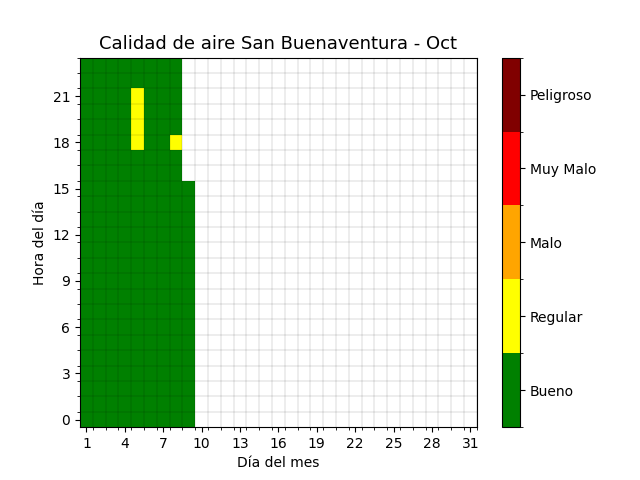 Calidad de aire San Buenaventura - Oct
Hora del día
21
18
15
12
9
6
3
0
1 4 7 10 13 16 19 22 25 28 31
Día del mes
Peligroso
Muy Malo
Malo
Regular
Bueno